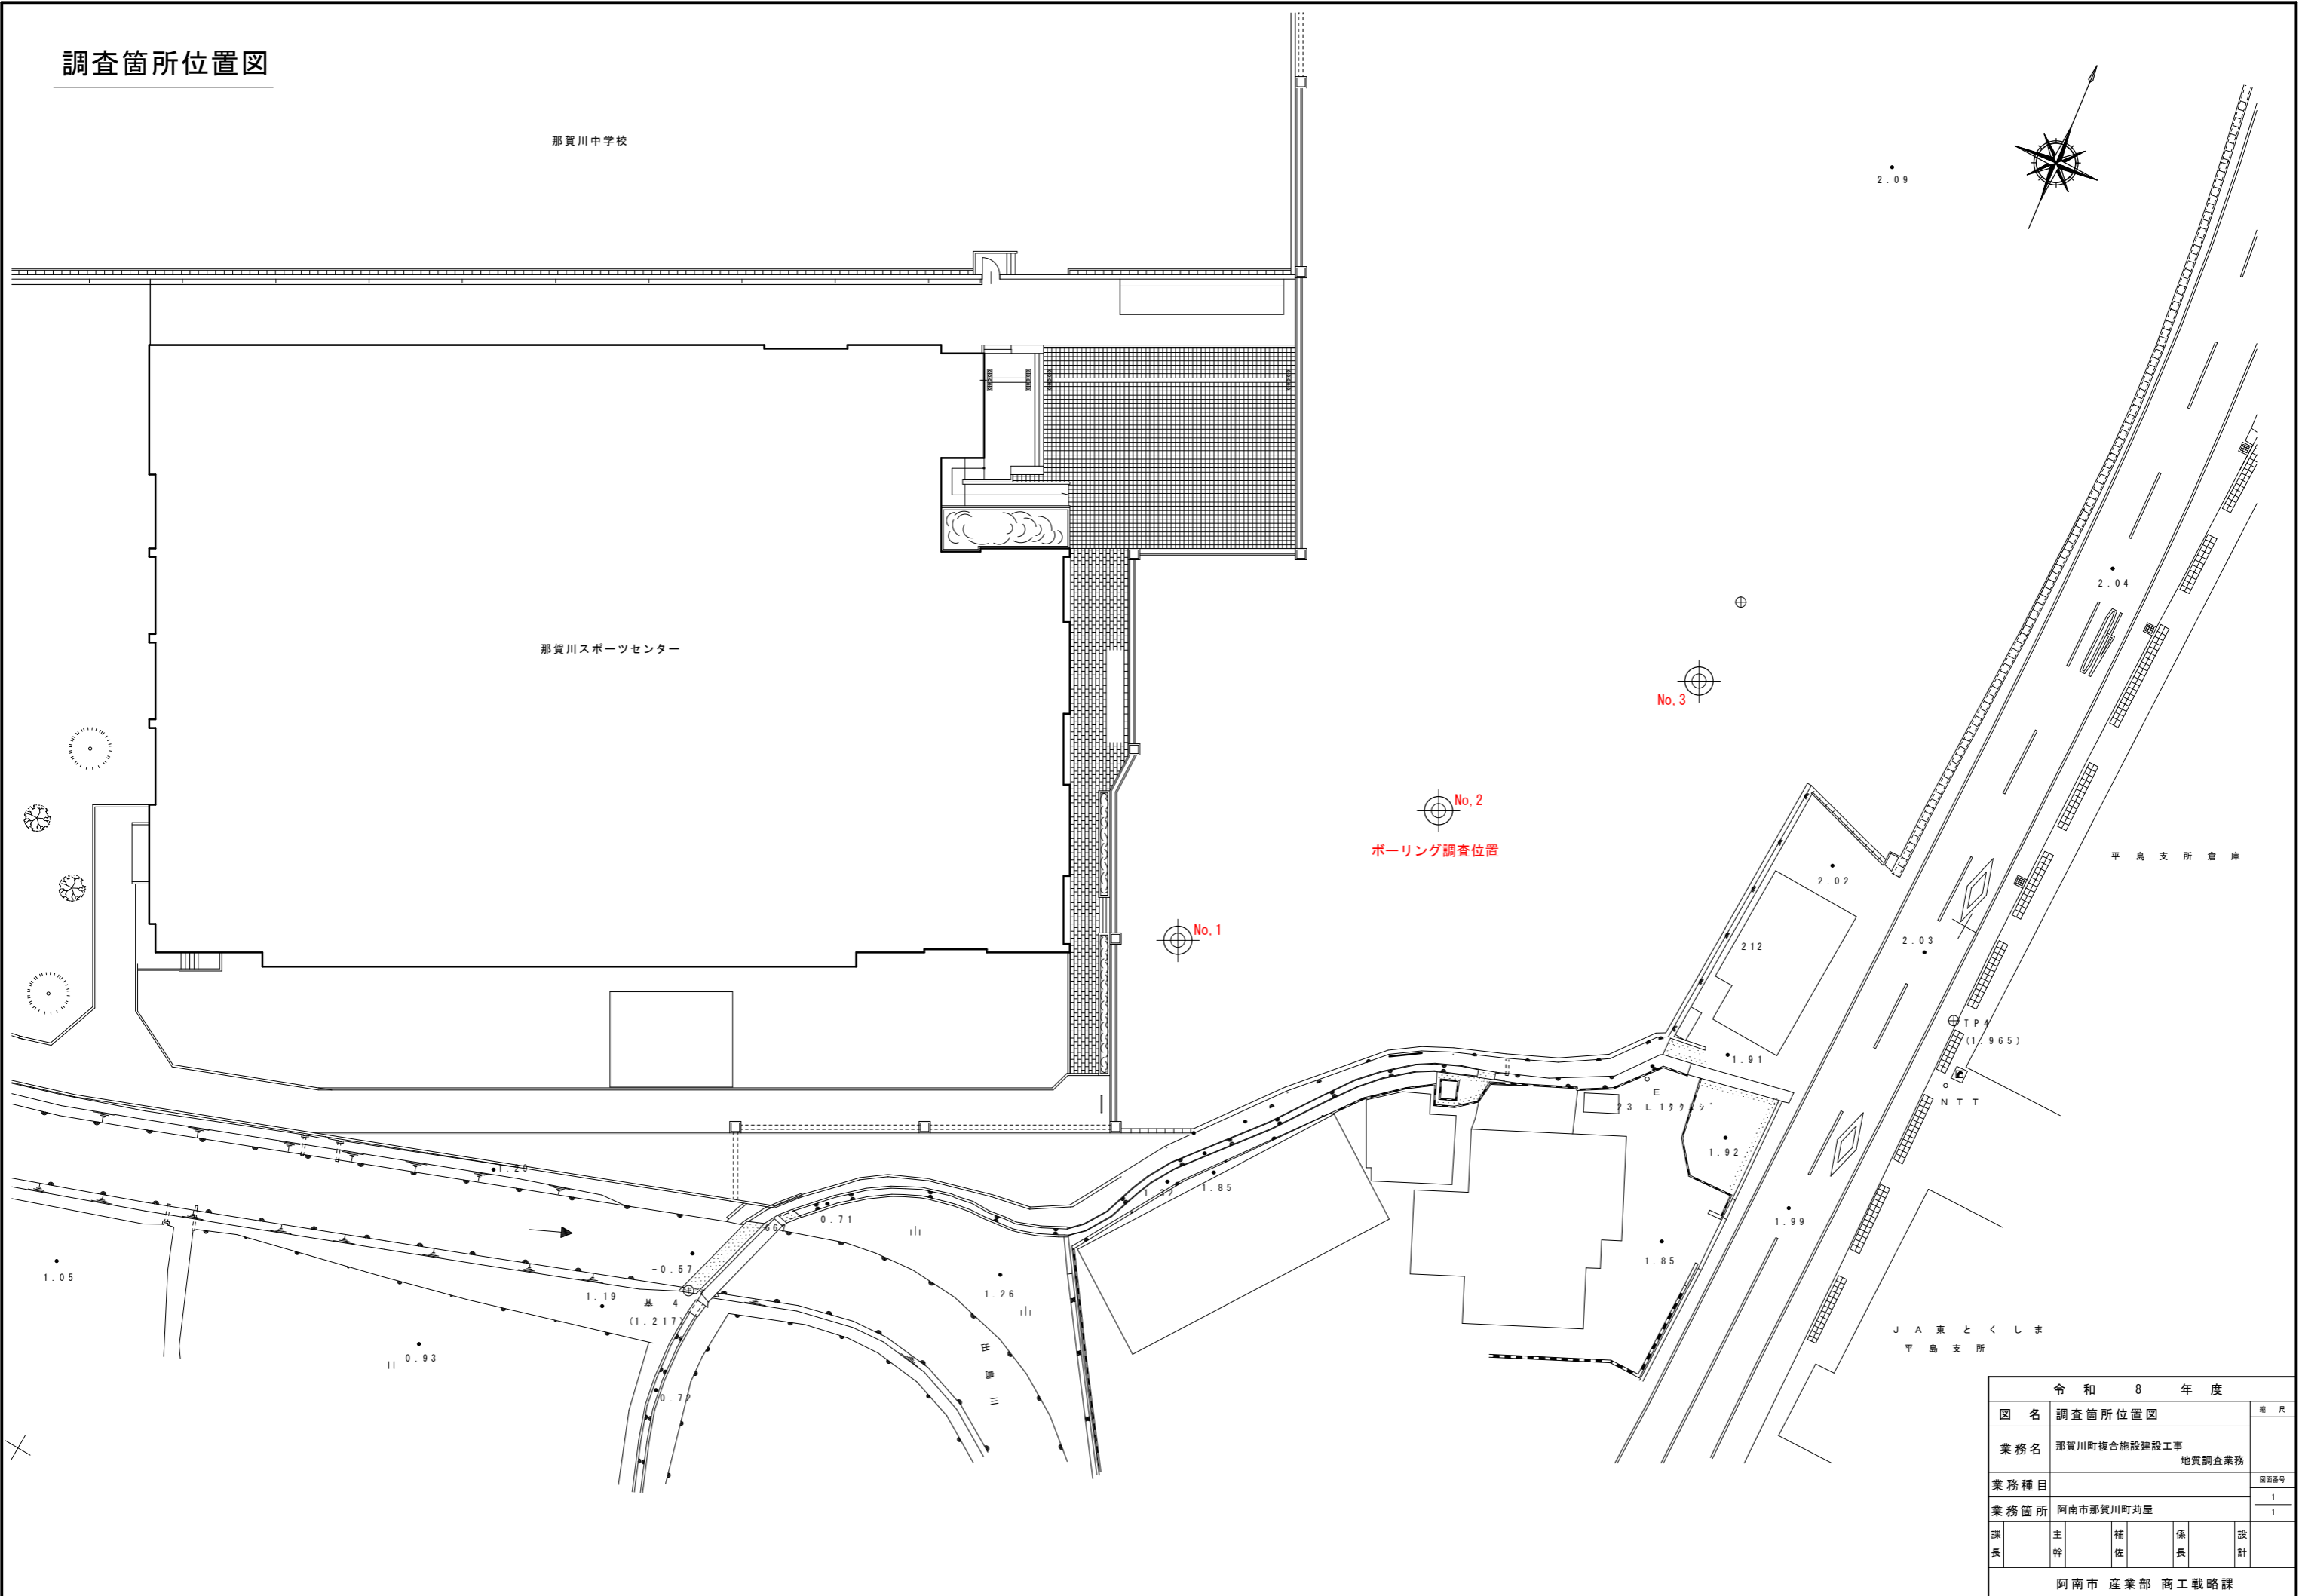 調査箇所位置図
那賀川中学校
2.09
2.04
那賀川スポーツセンター
No,3
No,2
ボーリング調査位置
平島支所倉庫
2.02
No,1
212
2.03
TP4
(1.965)
1.91
E
NTT
1.92
1.29
1.32
1.85
0.71
1.99
-0.57
1.05
1.85
1.19
1.26
基-4
(1.217)
JA東とくしま
平島支所
0.93
出島川
0.72
令和 8 年度
図名 調査箇所位置図 縮尺
業務名 那賀川町複合施設建設工事
地質調査業務
業務種目 図面番号
1
業務箇所 阿南市那賀川町苅屋 1
課長 主幹 補佐 係長 設計
阿南市 産業部 商工戦略課